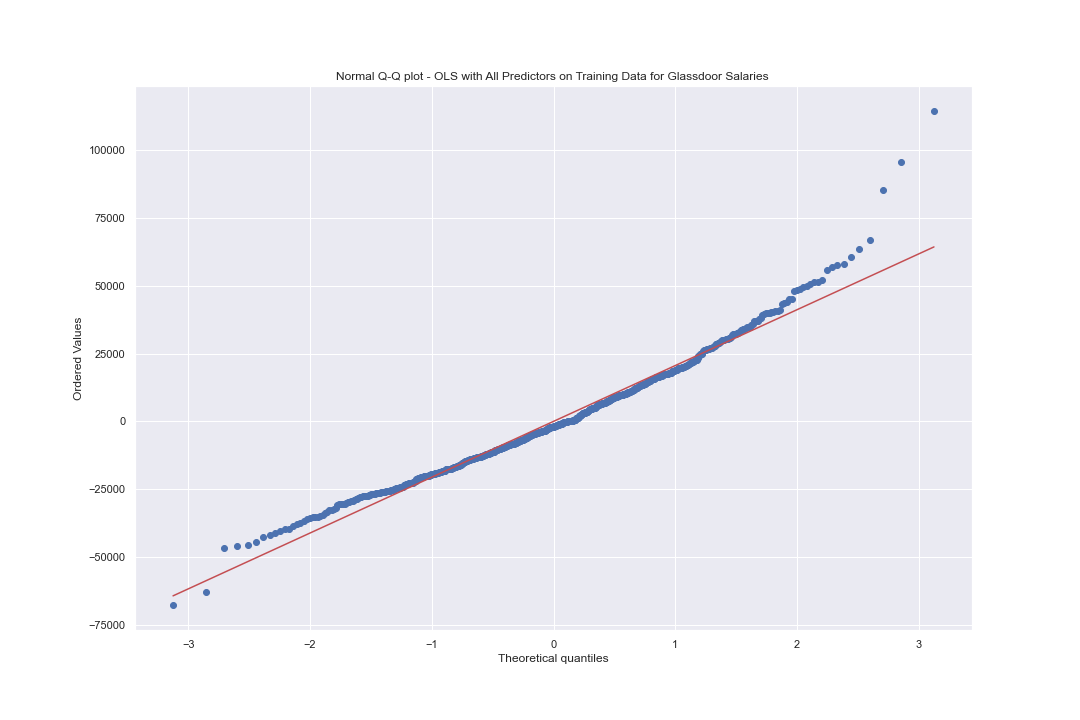 Normal Q-Q plot - OLS with All Predictors on Training Data for Glassdoor Salaries
100000
75000
50000
25000
0
−25000
−50000
−75000
Ordered Values
−3 −2 −1 0 1 2 3
Theoretical quantiles